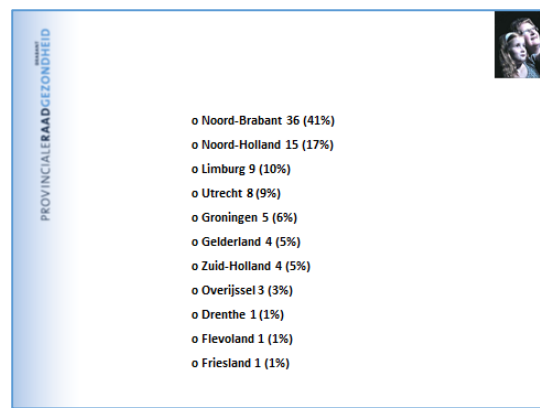 BRABANT
PROVINCIALERAADGEZONDHEID
o Noord-Brabant 36 (41%)
o Noord-Holland 15 (17%)
o Limburg 9 (10%)
o Utrecht 8 (9%)
o Groningen 5 (6%)
o Gelderland 4 (5%)
o Zuid-Holland 4 (5%)
o Overijssel 3 (3%)
o Drenthe 1 (1%)
o Flevoland 1 (1%)
o Friesland 1 (1%)